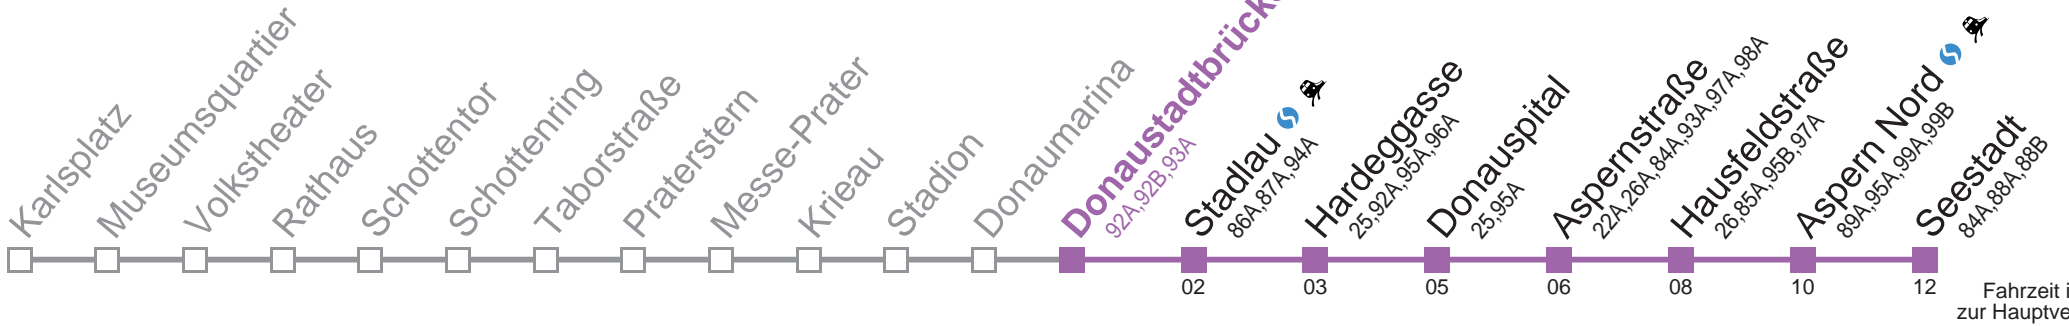 Karlsplatz
Museumsquartier
Volkstheater
Rathaus
Schottentor
Schottenring
Taborstraße
Praterstern
Messe-Prater
Krieau
Stadion
Donaumarina
92A,92B,93A
Stadlau
86A,87A,94A
Hardeggasse
25,92A,95A,96A
Donauspital
25,95A
Aspernstraße
22A,26A,84A,93A,97A,98A
Hausfeldstraße
26,85A,95B,97A
Aspern Nord
89A,95A,99A,99B
Seestadt
84A,88A,88B
02
03
05
06
08
10
12
Fahrzeit
zur